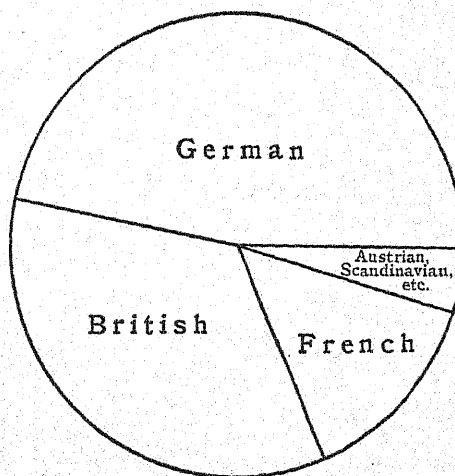 German
Austrian,
Scandinavian,
etc.
British
French